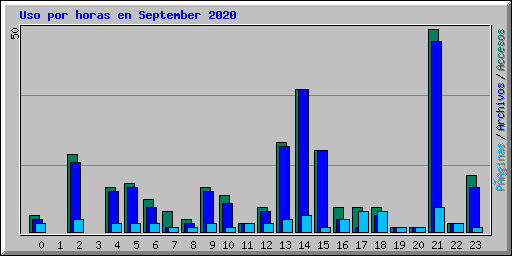 Uso por horas en September 2020
50
Páginas / Archivos / Accesos
0 1 2 3 4 5 6 7 8 9 10 11 12 13 14 15 16 17 18 19 20 21 22 23